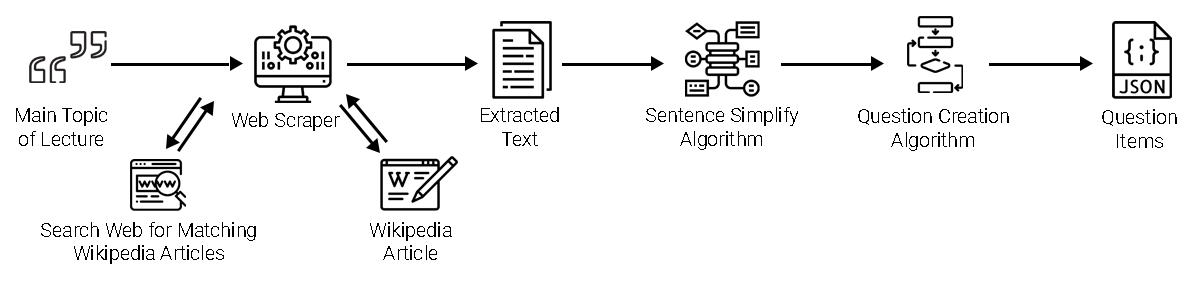 Main Topic
of Lecture
Web Scraper
Search Web for Matching
Wikipedia Articles
WWW
Wikipedia
Article
W
Extracted
Text
Sentence Simplify
Algorithm
Question Creation
Algorithm
{;}
JSON
Question
Items